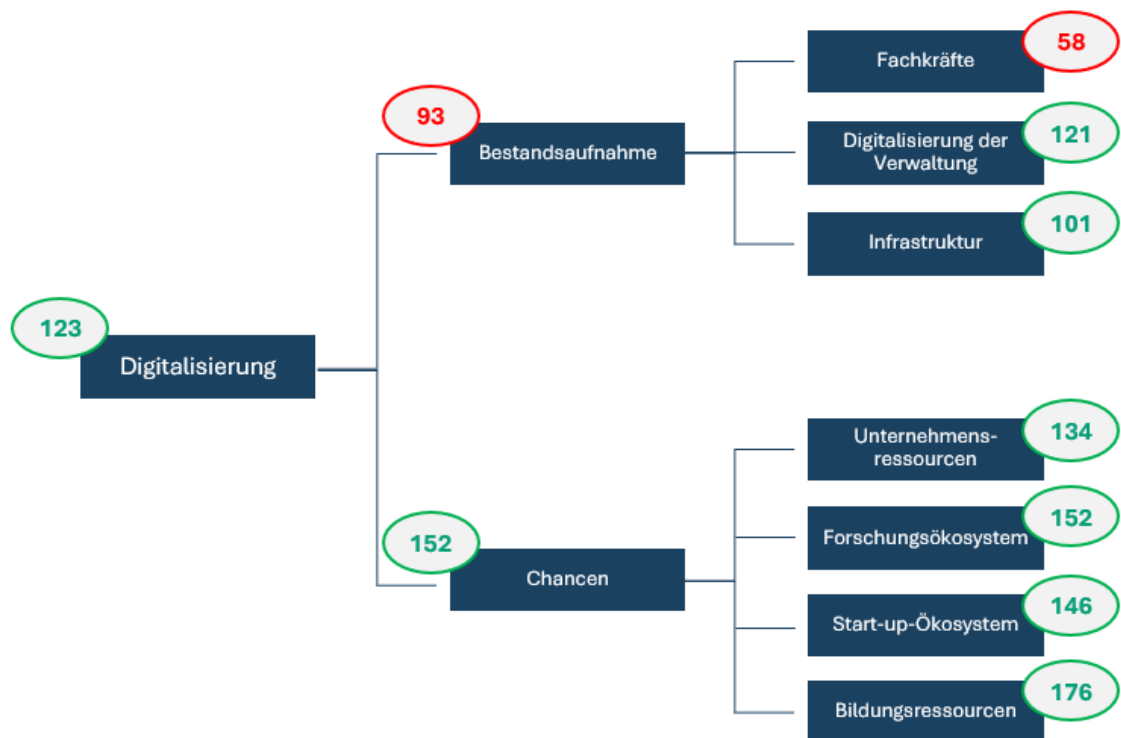 58
Fachkräfte
93
Bestandsaufnahme
121
Digitalisierung der
Verwaltung
101
Infrastruktur
123
Digitalisierung
134
Unternehmens-
ressourcen
152
Forschungsökosystem
152
Chancen
146
Start-up-Ökosystem
176
Bildungsressourcen